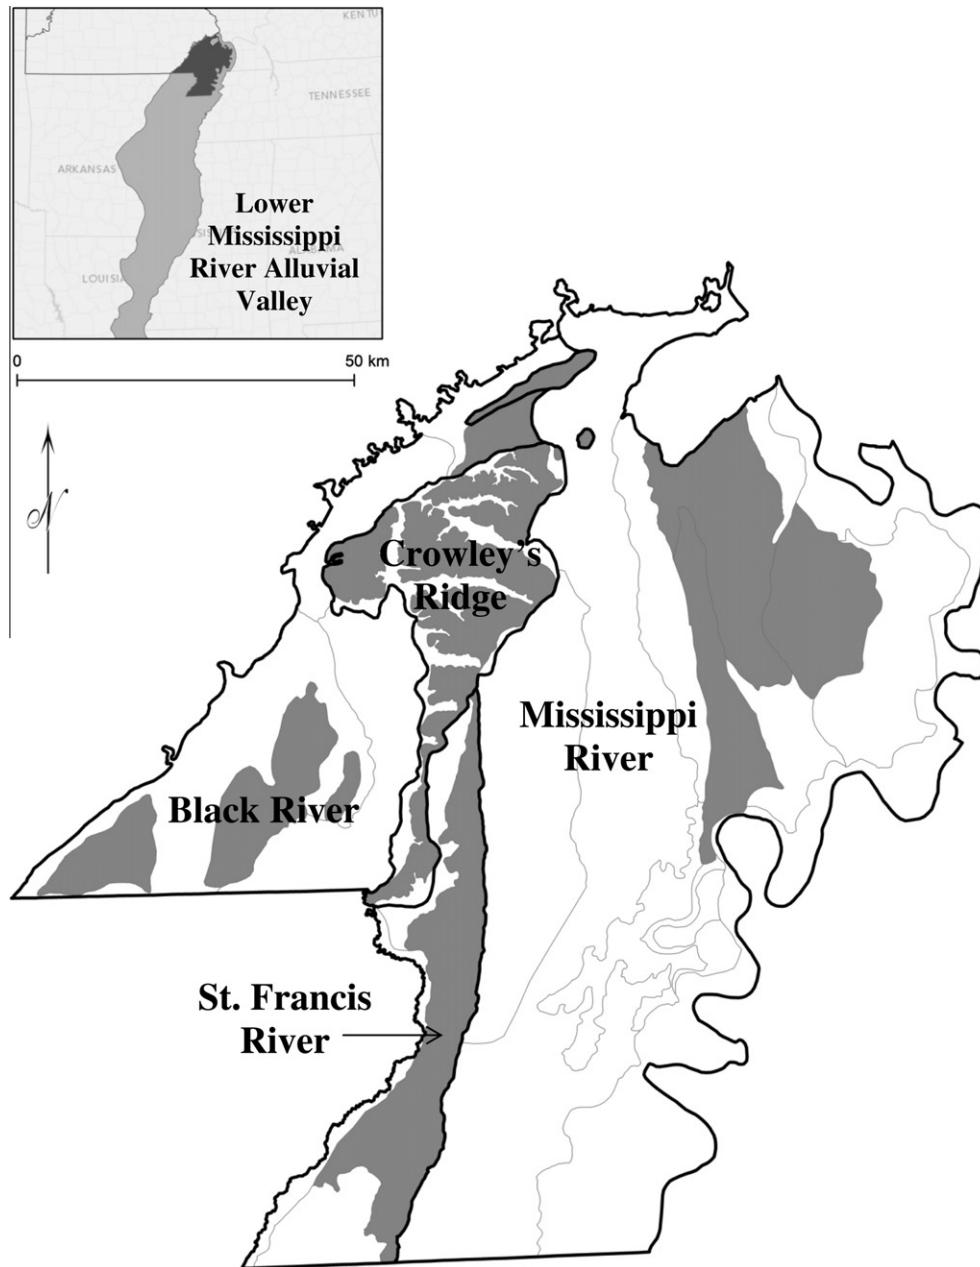 KENTU
TENNESSEE
ARKANSAS
Lower
Mississippi
River Alluvial
Valley
ALABAMA
0 50 km
N
Crowley's
Ridge
Mississippi
River
Black River
St. Francis
River